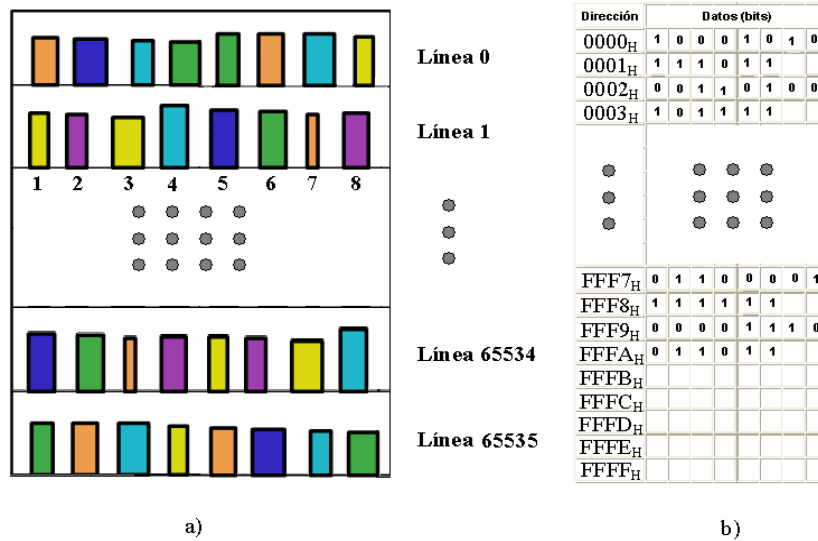 Línea 0
Línea 1
1 2 3 4 5 6 7 8
Línea 65534
Línea 65535
a)
Dirección Datos (bits)
0000H 1 0 0 0 1 0 1 0
0001H 1 1 1 0 1 1
0002H 0 0 1 1 0 1 0 0
0003H 1 0 1 1 1 1
FFF7H 0 1 1 0 0 0 0 1
FFF8H 1 1 1 1 1 1
FFF9H 0 0 0 0 1 1 1 0
FFFAH 0 1 1 0 1 1
FFFBH
FFFCH
FFFDH
FFFEH
FFFFH
b)